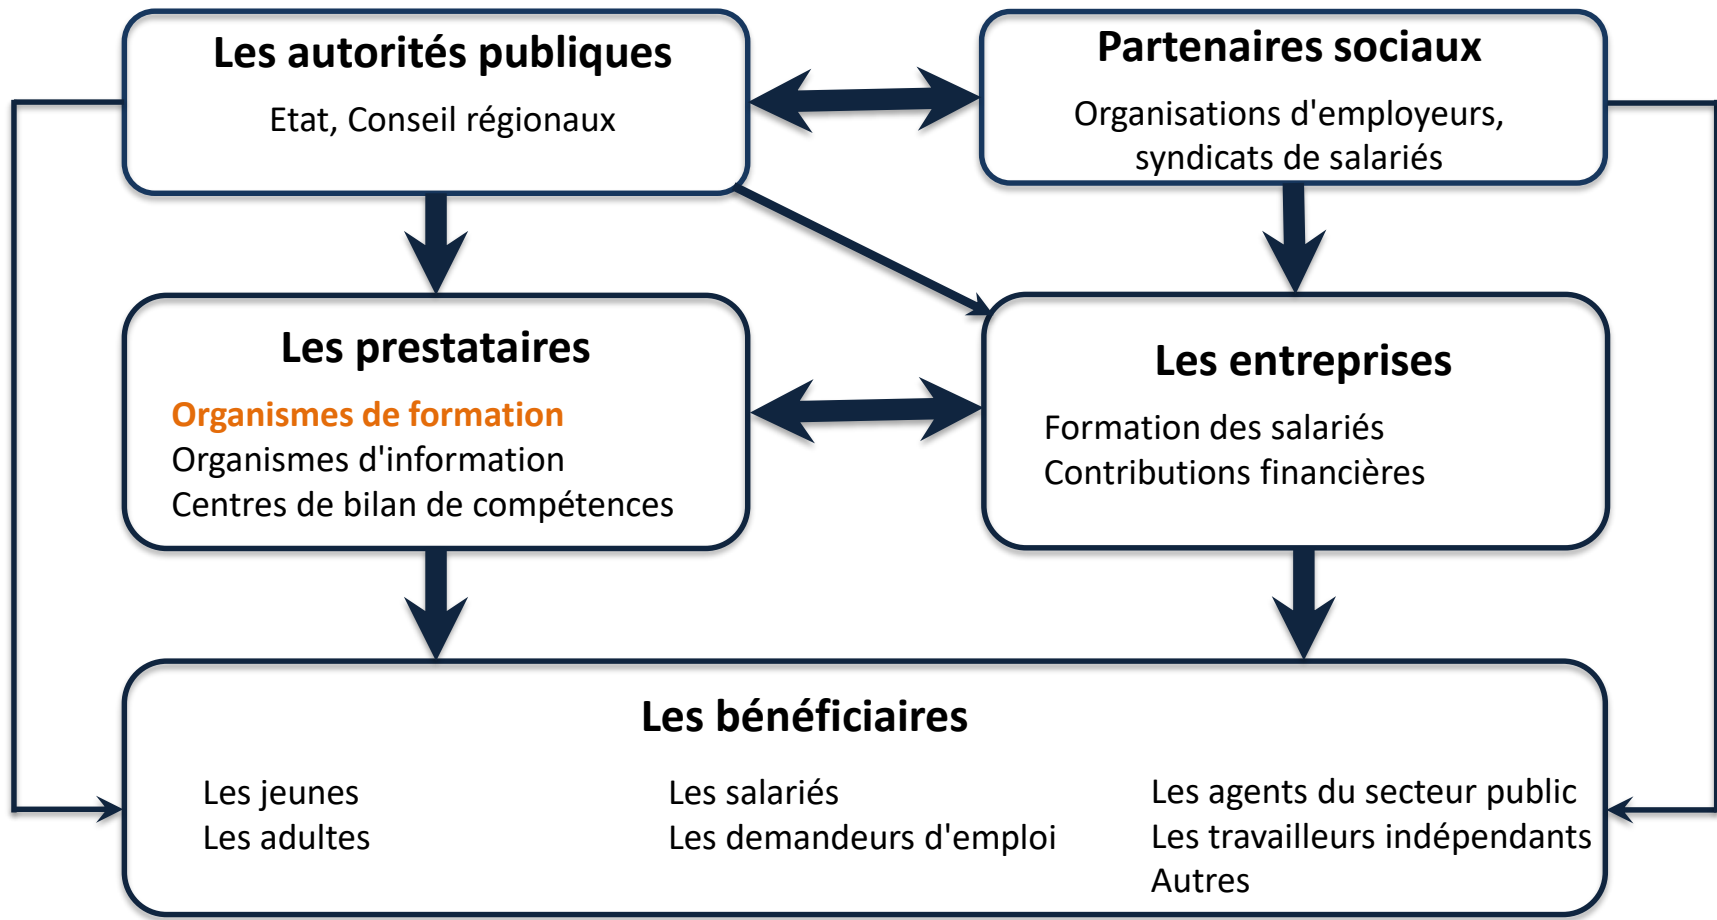 Les autorités publiques
Etat, Conseil régionaux
Partenaires sociaux
Organisations d'employeurs,
syndicats de salariés
Les prestataires
Organismes de formation
Organismes d'information
Centres de bilan de compétences
Les entreprises
Formation des salariés
Contributions financières
Les bénéficiaires
Les jeunes
Les adultes
Les salariés
Les demandeurs d'emploi
Les agents du secteur public
Les travailleurs indépendants
Autres